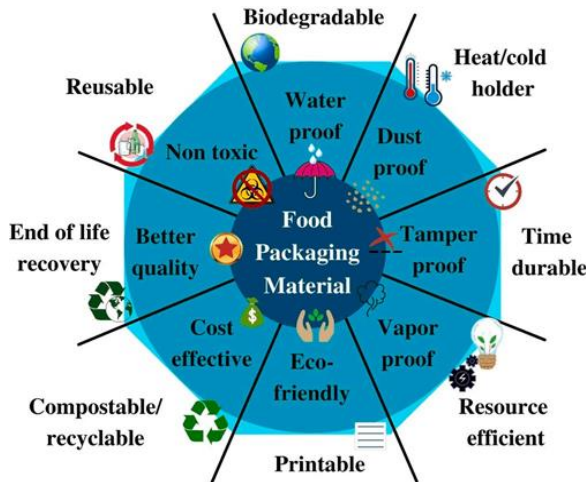 Biodegradable
Heat/cold
holder
Reusable
Water
proof
Dust
proof
Non toxic
Food
Packaging
Material
End of life
recovery
Better
quality
Tamper
proof
Time
durable
Cost
effective
Eco-
friendly
Vapor
proof
Compostable/
recyclable
Printable
Resource
efficient